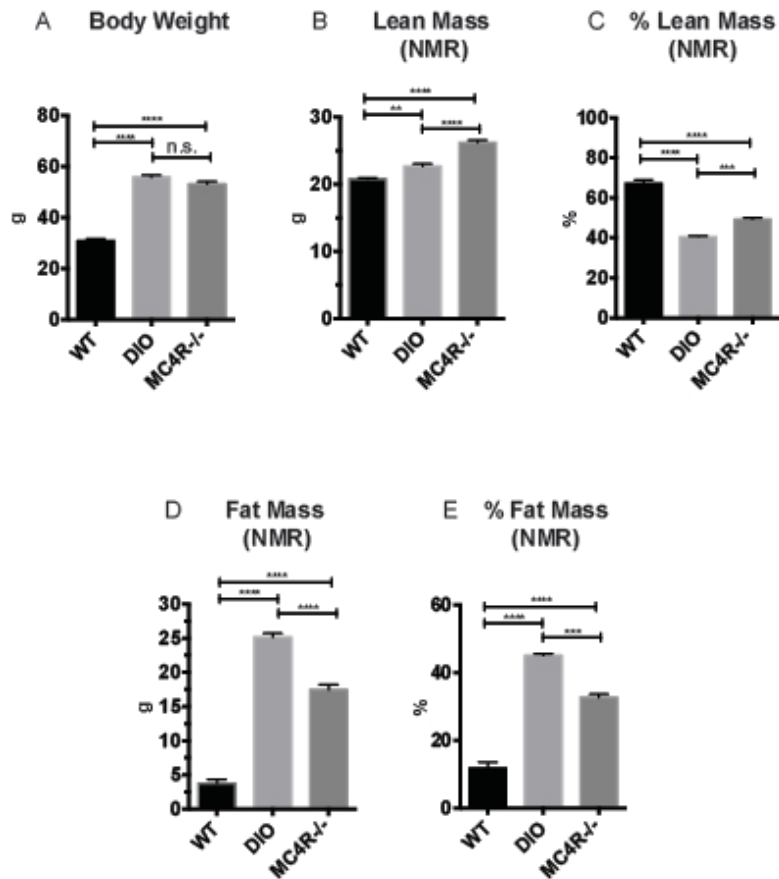 A Body Weight
80
60
40
20
0
g
****
****
n.s.
WT
DIO
MC4R-/-
B Lean Mass
(NMR)
30
20
10
0
g
****
**
****
WT
DIO
MC4R-/-
C % Lean Mass
(NMR)
100
80
60
40
20
0
%
****
****
***
WT
DIO
MC4R-/-
D Fat Mass
(NMR)
30
25
20
15
10
5
0
g
****
****
****
WT
DIO
MC4R-/-
E % Fat Mass
(NMR)
60
40
20
0
%
****
****
***
WT
DIO
MC4R-/-